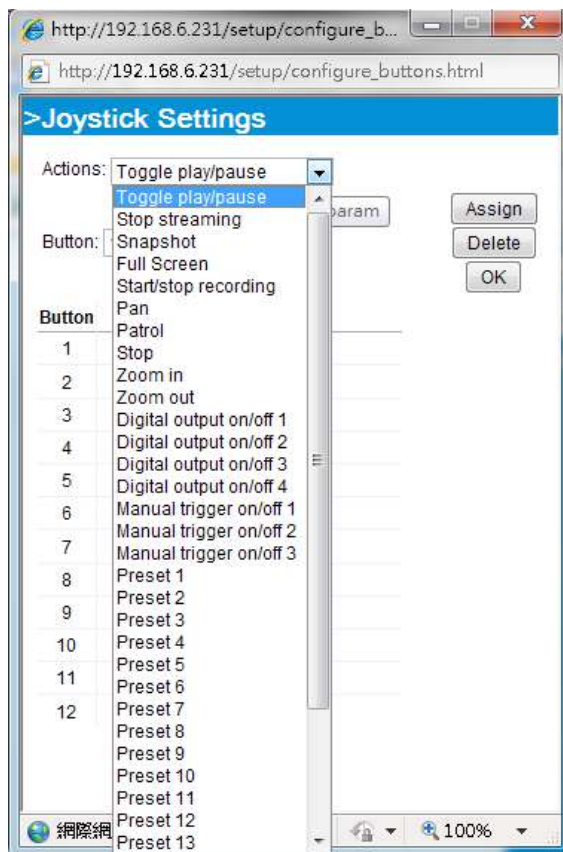 http://192.168.6.231/setup/configure_b...
http://192.168.6.231/setup/configure_buttons.html
>Joystick Settings
Actions: Toggle play/pause
Toggle play/pause
param
Assign
Stop streaming
Button:
Snapshot
Delete
Full Screen
OK
Start/stop recording
Button
Pan
Patrol
1
Stop
2
Zoom in
Zoom out
3
Digital output on/off 1
4
Digital output on/off 2
Digital output on/off 3
5
Digital output on/off 4
6
Manual trigger on/off 1
Manual trigger on/off 2
7
Manual trigger on/off 3
8
Preset 1
Preset 2
9
Preset 3
10
Preset 4
Preset 5
11
Preset 6
12
Preset 7
Preset 8
Preset 9
Preset 10
Preset 11
Preset 12
網際網
100%
Preset 13